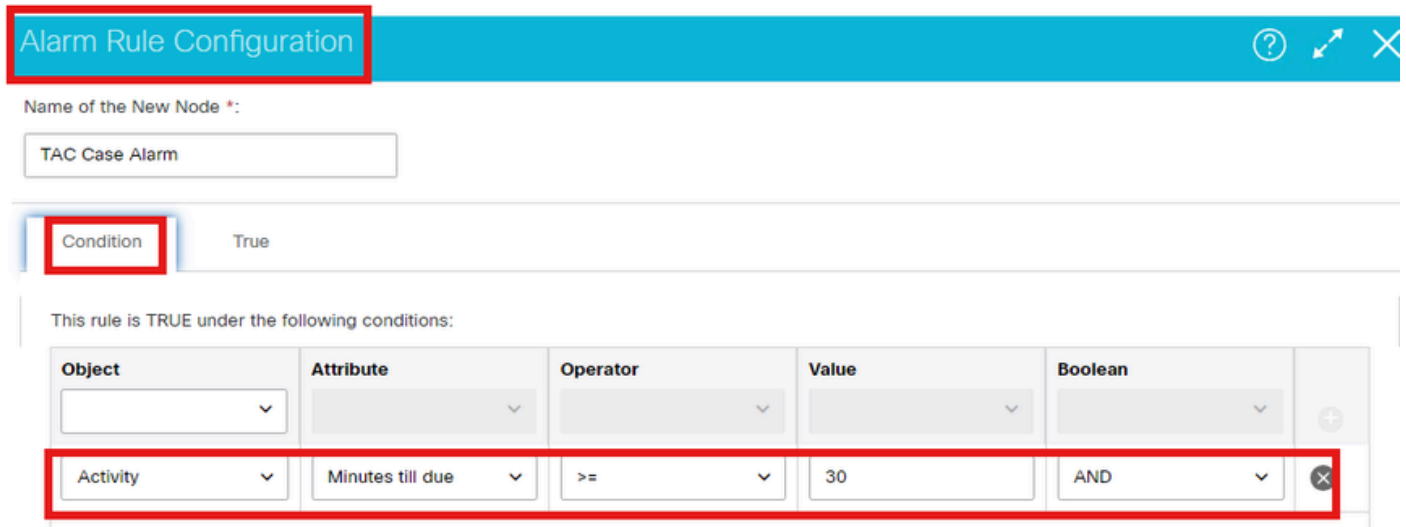 Alarm Rule Configuration
Name of the New Node *:
TAC Case Alarm
Condition True
This rule is TRUE under the following conditions:
Object Attribute Operator Value Boolean
Activity Minutes till due >= 30 AND